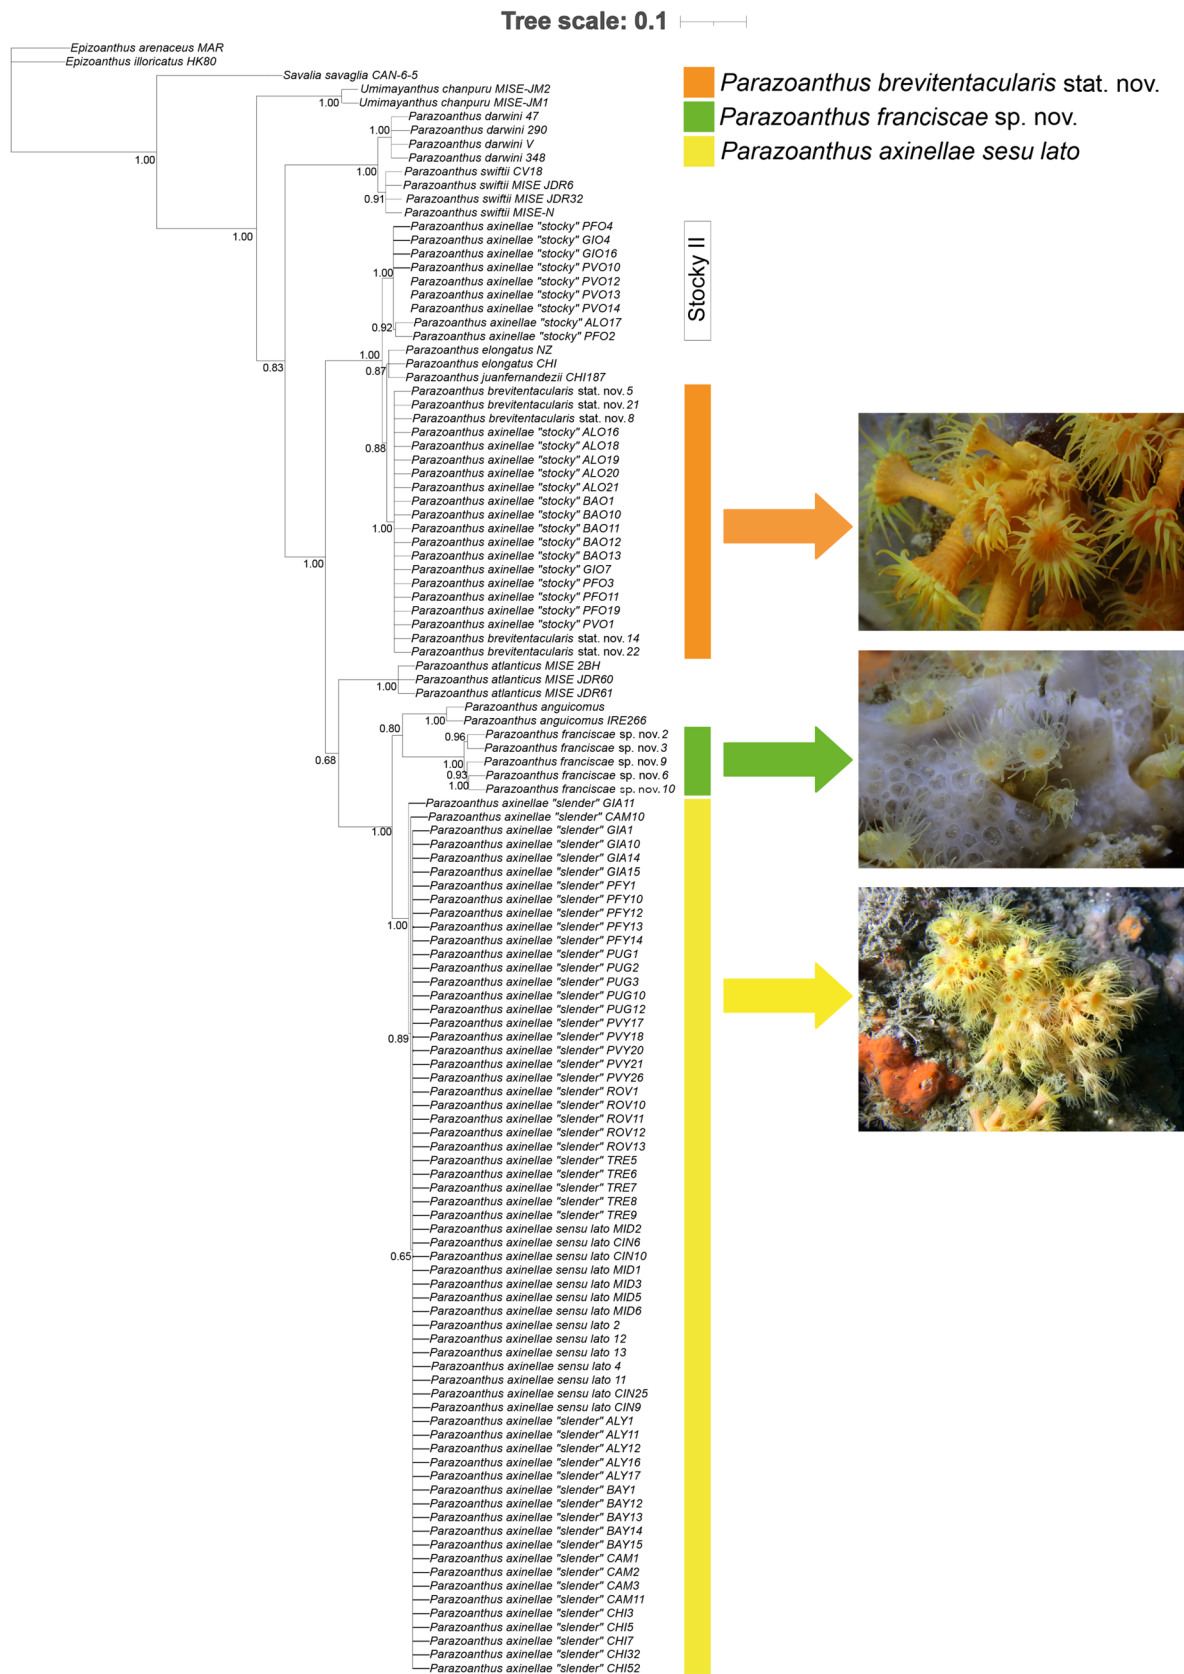 Tree scale: 0.1
Parazoanthus brevitentacularis stat. nov.
Parazoanthus franciscae sp. nov.
Parazoanthus axinellae sesu lato
Epizoanthus arenaceus MAR
Epizoanthus illoricatus HK80
Savalia savaglia CAN-6-5
Umimayanthus chanpuru MISE-JM2
Umimayanthus chanpuru MISE-JM1
1.00
Parazoanthus darwini 47
Parazoanthus darwini 290
1.00
Parazoanthus darwini V
Parazoanthus darwini 348
1.00
1.00
Parazoanthus swiftii CV18
Parazoanthus swiftii MISE JDR6
Parazoanthus swiftii MISE JDR32
0.91
Parazoanthus swiftii MISE-N
Parazoanthus axinellae "stocky" PFO4
1.00
Parazoanthus axinellae "stocky" GIO4
Parazoanthus axinellae "stocky" GIO16
Parazoanthus axinellae "stocky" PVO10
1.00
Parazoanthus axinellae "stocky" PVO12
Parazoanthus axinellae "stocky" PVO13
Parazoanthus axinellae "stocky" PVO14
Parazoanthus axinellae "stocky" ALO17
0.92
Parazoanthus axinellae "stocky" PFO2
Stocky II
Parazoanthus elongatus NZ
1.00
Parazoanthus elongatus CHI
0.83
0.87
Parazoanthus juanfernandezii CHI187
Parazoanthus brevitentacularis stat. nov. 5
Parazoanthus brevitentacularis stat. nov. 21
Parazoanthus brevitentacularis stat. nov. 8
Parazoanthus axinellae "stocky" ALO16
Parazoanthus axinellae "stocky" ALO18
0.88
Parazoanthus axinellae "stocky" ALO19
Parazoanthus axinellae "stocky" ALO20
Parazoanthus axinellae "stocky" ALO21
Parazoanthus axinellae "stocky" BAO1
Parazoanthus axinellae "stocky" BAO10
Parazoanthus axinellae "stocky" BAO11
1.00
Parazoanthus axinellae "stocky" BAO12
Parazoanthus axinellae "stocky" BAO13
1.00
Parazoanthus axinellae "stocky" GIO7
Parazoanthus axinellae "stocky" PFO3
Parazoanthus axinellae "stocky" PFO11
Parazoanthus axinellae "stocky" PFO19
Parazoanthus axinellae "stocky" PVO1
Parazoanthus brevitentacularis stat. nov. 14
Parazoanthus brevitentacularis stat. nov. 22
Parazoanthus atlanticus MISE 2BH
Parazoanthus atlanticus MISE JDR60
1.00
Parazoanthus atlanticus MISE JDR61
Parazoanthus anguicomus
1.00
Parazoanthus anguicomus IRE266
0.80
0.96
Parazoanthus franciscae sp. nov. 2
Parazoanthus franciscae sp. nov. 3
0.68
1.00
Parazoanthus franciscae sp. nov. 9
0.93
Parazoanthus franciscae sp. nov. 6
1.00
Parazoanthus franciscae sp. nov. 10
Parazoanthus axinellae "slender" GIA11
Parazoanthus axinellae "slender" CAM10
1.00
Parazoanthus axinellae "slender" GIA1
Parazoanthus axinellae "slender" GIA10
Parazoanthus axinellae "slender" GIA14
Parazoanthus axinellae "slender" GIA15
Parazoanthus axinellae "slender" PFY1
Parazoanthus axinellae "slender" PFY10
Parazoanthus axinellae "slender" PFY12
1.00
Parazoanthus axinellae "slender" PFY13
Parazoanthus axinellae "slender" PFY14
Parazoanthus axinellae "slender" PUG1
Parazoanthus axinellae "slender" PUG2
Parazoanthus axinellae "slender" PUG3
Parazoanthus axinellae "slender" PUG10
Parazoanthus axinellae "slender" PUG12
Parazoanthus axinellae "slender" PVY17
0.89
Parazoanthus axinellae "slender" PVY18
Parazoanthus axinellae "slender" PVY20
Parazoanthus axinellae "slender" PVY21
Parazoanthus axinellae "slender" PVY26
Parazoanthus axinellae "slender" ROV1
Parazoanthus axinellae "slender" ROV10
Parazoanthus axinellae "slender" ROV11
Parazoanthus axinellae "slender" ROV12
Parazoanthus axinellae "slender" ROV13
Parazoanthus axinellae "slender" TRE5
Parazoanthus axinellae "slender" TRE6
Parazoanthus axinellae "slender" TRE7
Parazoanthus axinellae "slender" TRE8
Parazoanthus axinellae "slender" TRE9
Parazoanthus axinellae sensu lato MID2
Parazoanthus axinellae sensu lato CIN6
0.65
Parazoanthus axinellae sensu lato CIN10
Parazoanthus axinellae sensu lato MID1
Parazoanthus axinellae sensu lato MID3
Parazoanthus axinellae sensu lato MID5
Parazoanthus axinellae sensu lato MID6
Parazoanthus axinellae sensu lato 2
Parazoanthus axinellae sensu lato 12
Parazoanthus axinellae sensu lato 13
Parazoanthus axinellae sensu lato 4
Parazoanthus axinellae sensu lato 11
Parazoanthus axinellae sensu lato CIN25
Parazoanthus axinellae sensu lato CIN9
Parazoanthus axinellae "slender" ALY1
Parazoanthus axinellae "slender" ALY11
Parazoanthus axinellae "slender" ALY12
Parazoanthus axinellae "slender" ALY16
Parazoanthus axinellae "slender" ALY17
Parazoanthus axinellae "slender" BAY1
Parazoanthus axinellae "slender" BAY12
Parazoanthus axinellae "slender" BAY13
Parazoanthus axinellae "slender" BAY14
Parazoanthus axinellae "slender" BAY15
Parazoanthus axinellae "slender" CAM1
Parazoanthus axinellae "slender" CAM2
Parazoanthus axinellae "slender" CAM3
Parazoanthus axinellae "slender" CAM11
Parazoanthus axinellae "slender" CHI3
Parazoanthus axinellae "slender" CHI5
Parazoanthus axinellae "slender" CHI7
Parazoanthus axinellae "slender" CHI32
Parazoanthus axinellae "slender" CHI52